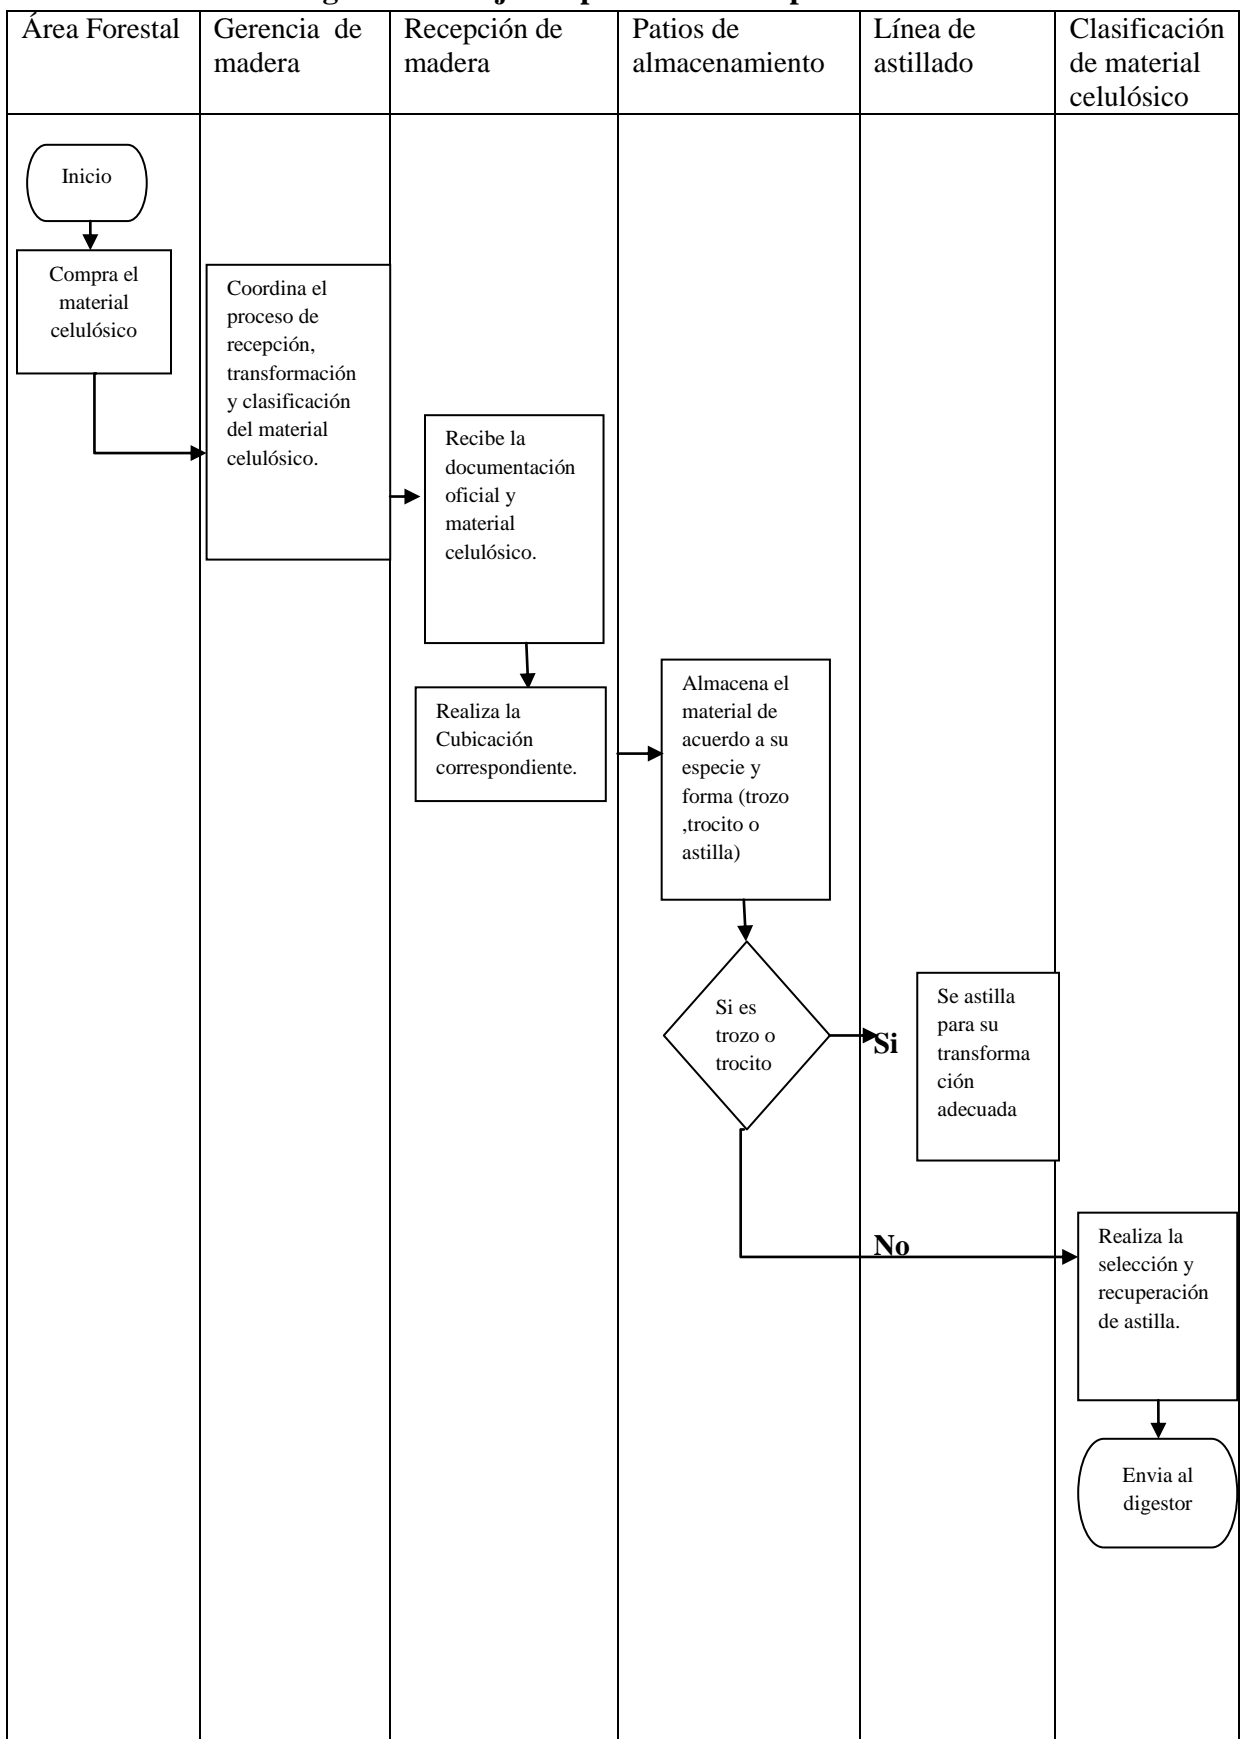 Área Forestal
Gerencia de
madera
Recepción de
madera
Patios de
almacenamiento
Línea de
astillado
Clasificación
de material
celulósico
Inicio
Compra el
material
celulósico
Coordina el
proceso de
recepción,
transformación
y clasificación
del material
celulósico.
Recibe la
documentación
oficial y
material
celulósico.
Realiza la
Cubicación
correspondiente.
Almacena el
material de
acuerdo a su
especie y
forma (trozo
,trocito o
astilla)
Si es
trozo o
trocito
Si
Se astilla
para su
transforma
ción
adecuada
No
Realiza la
selección y
recuperación
de astilla.
Envia al
digestor